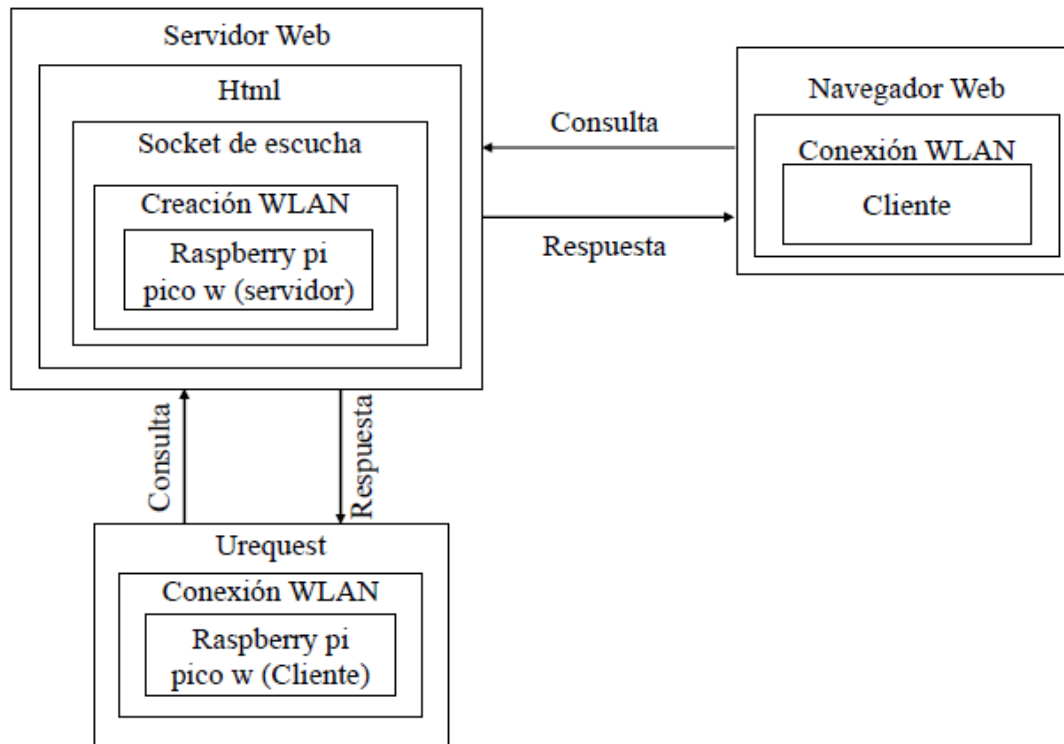 Servidor Web
Html
Socket de escucha
Creación WLAN
Raspberry pi
pico w (servidor)
Consulta
Respuesta
Navegador Web
Conexión WLAN
Cliente
Consulta
Respuesta
Urequest
Conexión WLAN
Raspberry pi
pico w (Cliente)